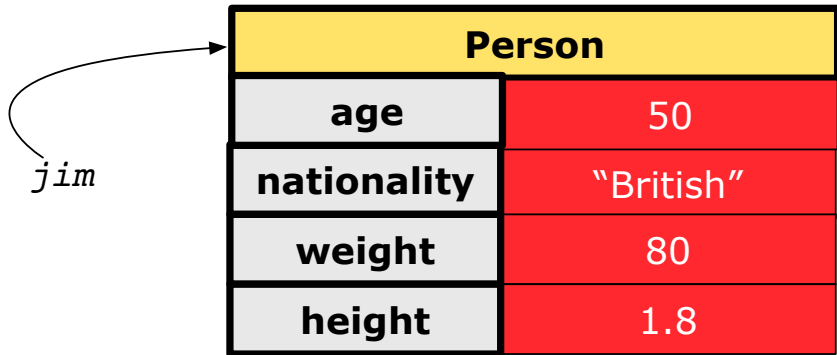 Person
age 50
jim
nationality “British”
weight 80
height 1.8